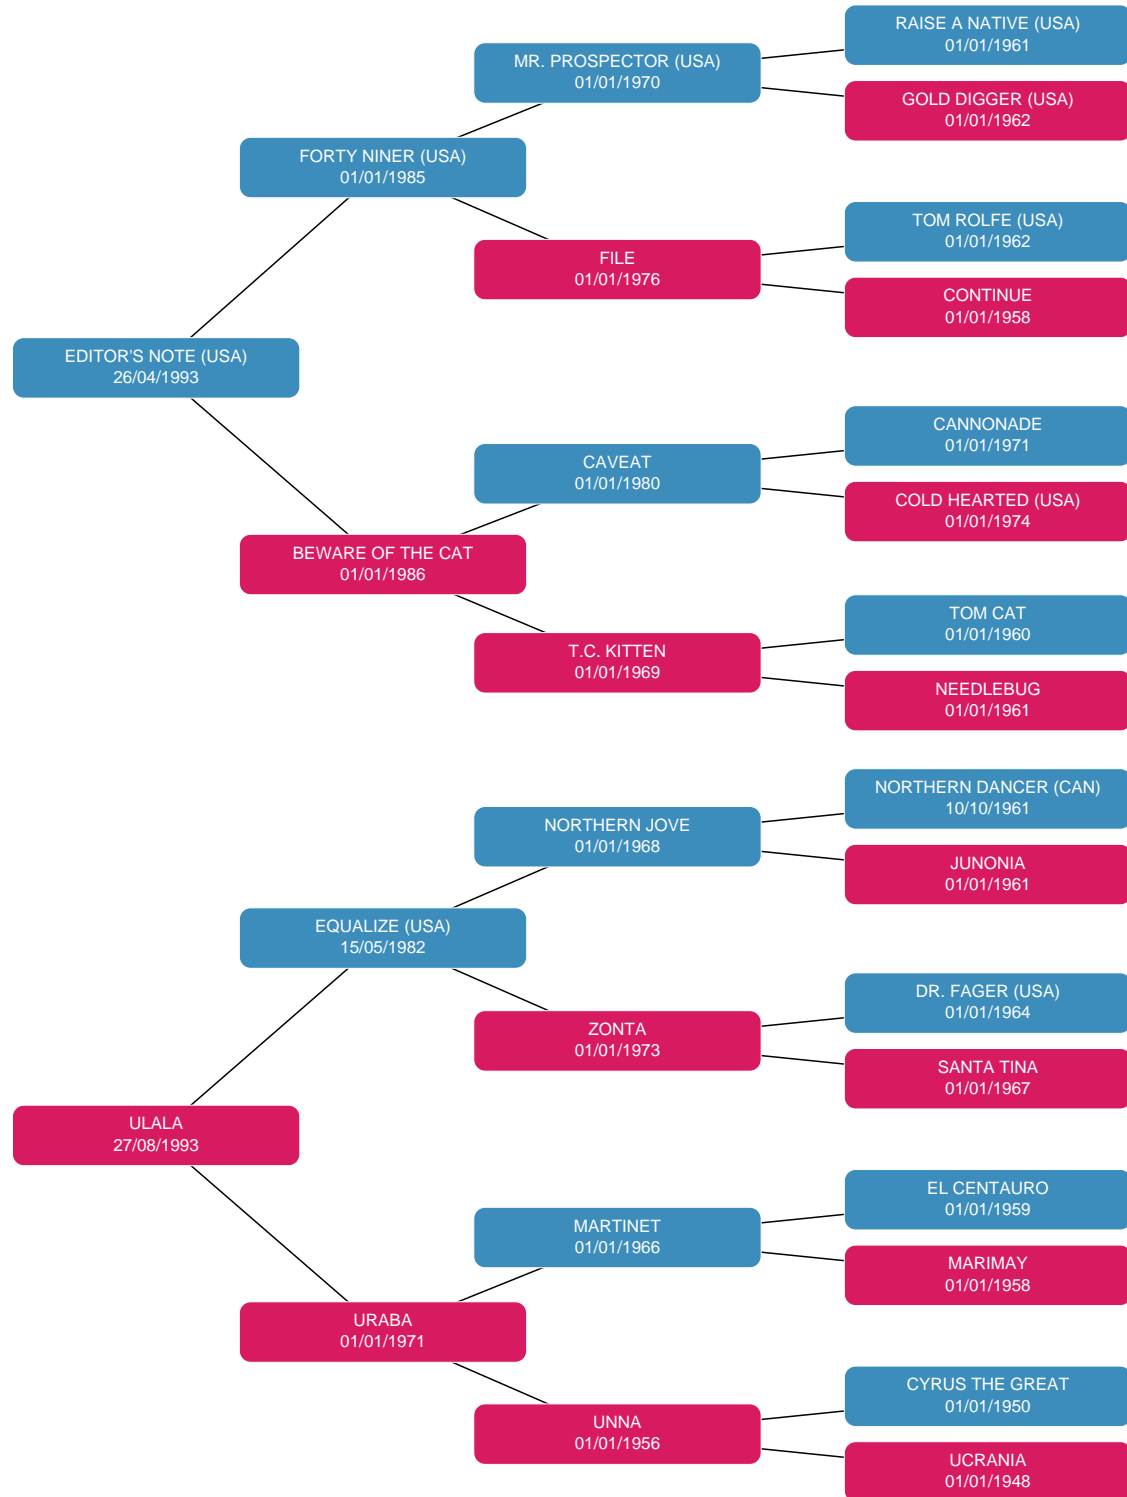 RAISE A NATIVE (USA)
01/01/1961
MR. PROSPECTOR (USA)
01/01/1970
GOLD DIGGER (USA)
01/01/1962
FORTY NINER (USA)
01/01/1985
TOM ROLFE (USA)
01/01/1962
FILE
01/01/1976
CONTINUE
01/01/1958
EDITOR'S NOTE (USA)
26/04/1993
CANNONADE
01/01/1971
CAVEAT
01/01/1980
COLD HEARTED (USA)
01/01/1974
BEWARE OF THE CAT
01/01/1986
TOM CAT
01/01/1960
T.C. KITTEN
01/01/1969
NEEDLEBUG
01/01/1961
NORTHERN DANCER (CAN)
10/10/1961
NORTHERN JOVE
01/01/1968
JUNONIA
01/01/1961
EQUALIZE (USA)
15/05/1982
DR. FAGER (USA)
01/01/1964
ZONTA
01/01/1973
SANTA TINA
01/01/1967
ULALA
27/08/1993
EL CENTAURO
01/01/1959
MARTINET
01/01/1966
MARIMAY
01/01/1958
URABA
01/01/1971
CYRUS THE GREAT
01/01/1950
UNNA
01/01/1956
UCRANIA
01/01/1948